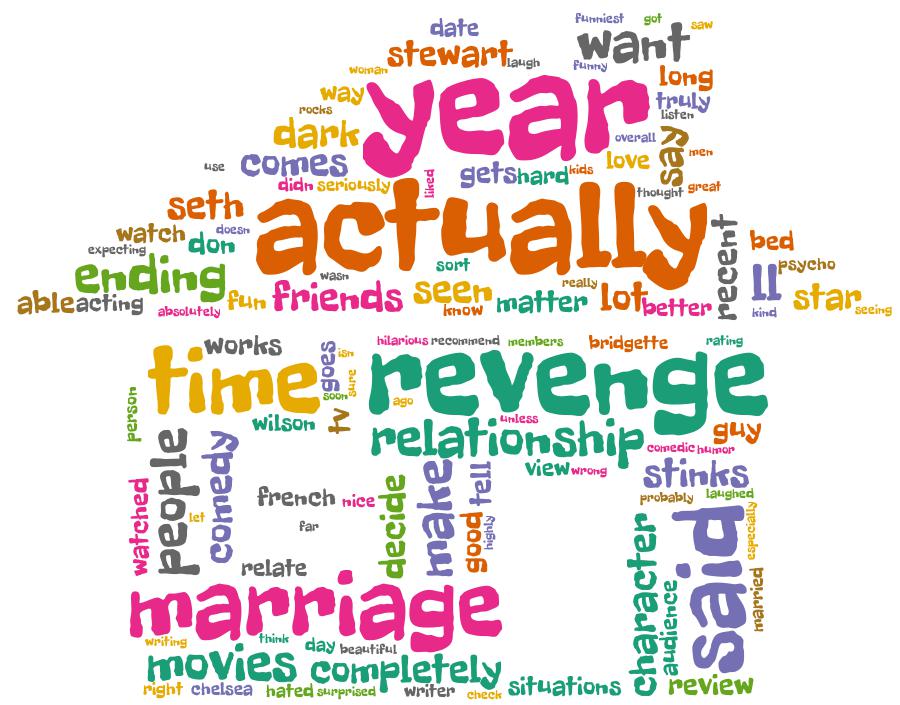 funniest got saw
date want
stewart laugh
woman funny long
way year truly
rocks listen
dark overall say men
use comes love
gets hard kids
didn seriously liked thought great
seth actually
watch doesn recent bed
expecting don
sort psycho
ending wasn really ll
able acting absolutely fun friends seen know matter lot better kind star seeing
works goes isn hilarious recommend members bridgette rating
time soon sure revenge
person ago
wilson tv unless guy
relationship comedic humor
people comedy view wrong stinks
watched let french nice decide make tell probably laughed
far good highly character said especially
relate audience married
marriage
writing think day beautiful
movies completely
right chelsea hated surprised writer check situations review